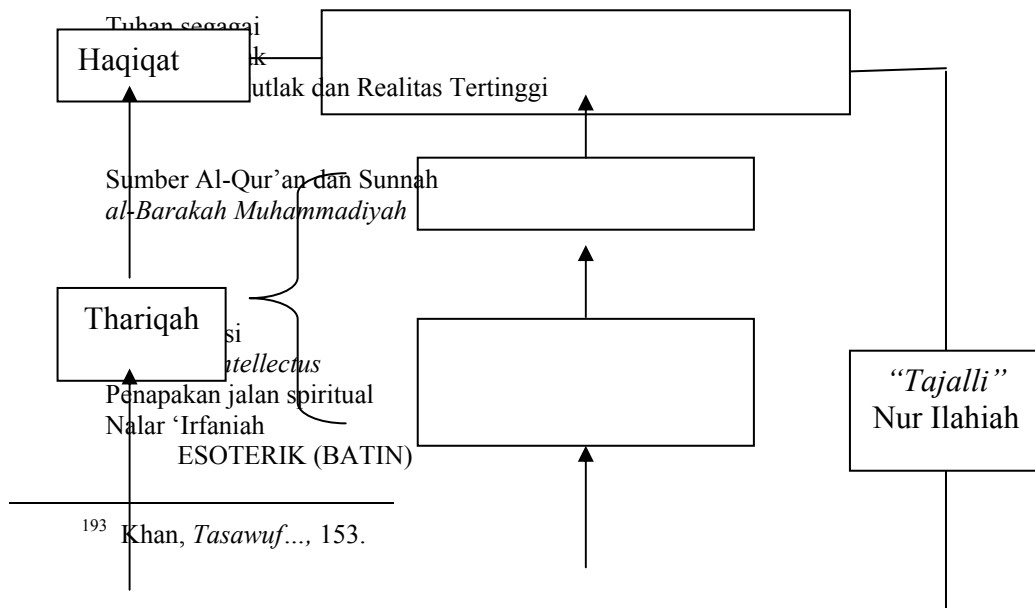 Tuhan segagai
Haqiqat
utlak dan Realitas Tertinggi
Sumber Al-Qur’an dan Sunnah
al-Barakah Muhammadiyah
Thariqah
Penapakan jalan spiritual
Nalar ‘Irfaniah
ESOTERIK (BATIN)
“Tajalli”
Nur Ilahiah
193 Khan, Tasawuf…, 153.